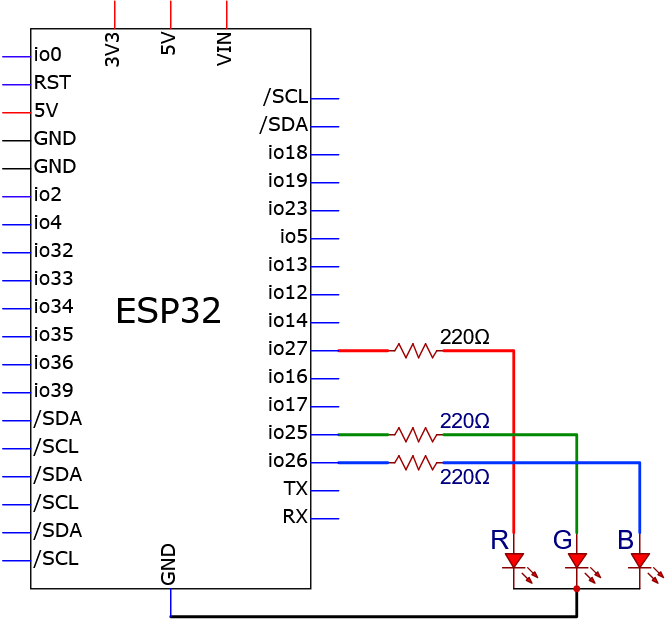 3V3
5V
VIN
io0
RST
5V
GND
GND
io2
io4
io32
io33
io34
io35
io36
io39
/SDA
/SCL
/SDA
/SCL
/SDA
/SCL
ESP32
/SCL
/SDA
io18
io19
io23
io5
io13
io12
io14
io27
io16
io17
io25
io26
TX
RX
GND
220Ω
220Ω
220Ω
R
G
B